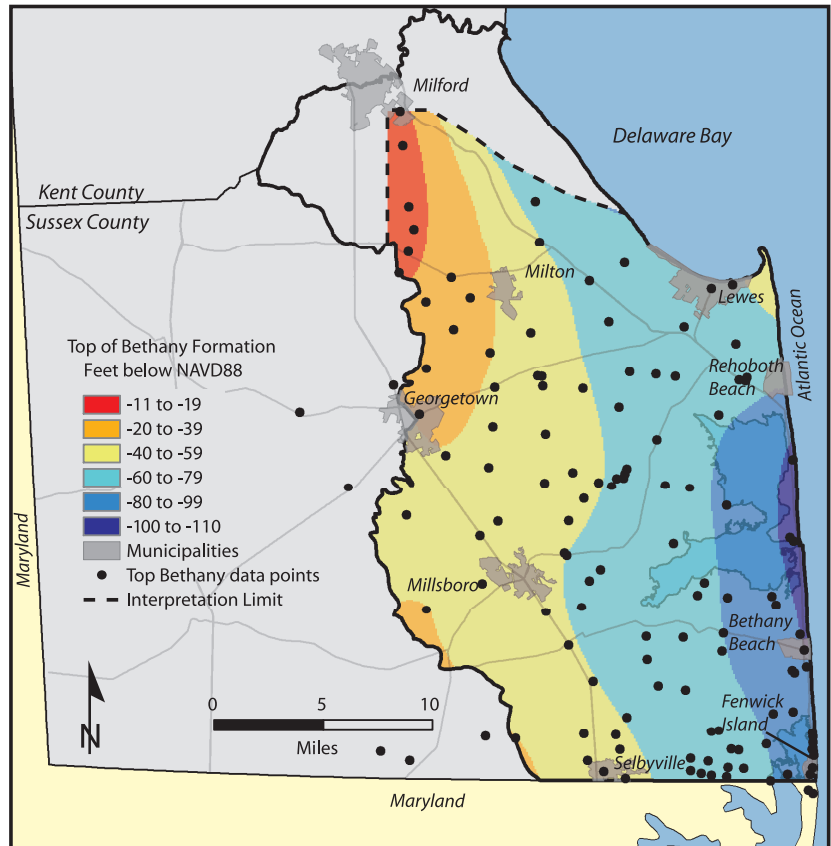 Milford
Delaware Bay
Kent County
Sussex County
Milton
Lewes
Atlantic Ocean
Top of Bethany Formation
Feet below NAVD88
Rehoboth
Beach
-11 to -19
-20 to -39
-40 to -59
-60 to -79
-80 to -99
-100 to -110
Municipalities
Top Bethany data points
Interpretation Limit
Georgetown
Maryland
Millsboro
Bethany
Beach
Fenwick
Island
N
0 5 10
Miles
Selbyville
Maryland